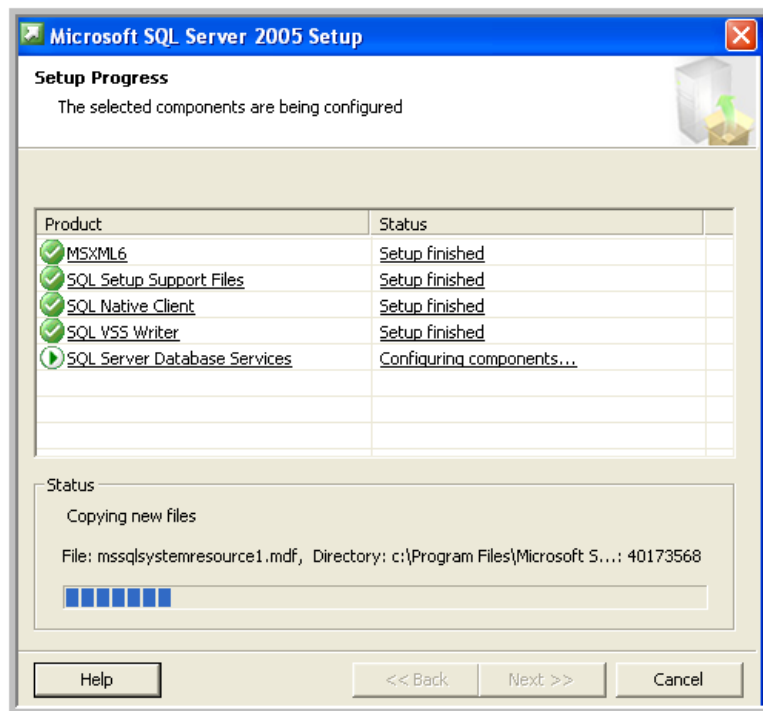 Microsoft SQL Server 2005 Setup
Setup Progress
The selected components are being configured
Product Status
MSXML6 Setup finished
SQL Setup Support Files Setup finished
SQL Native Client Setup finished
SQL VSS Writer Setup finished
SQL Server Database Services Configuring components...
Status
Copying new files
File: mssqlsystemresource1.mdf, Directory: c:\Program Files\Microsoft S...: 40173568
Help << Back Next >> Cancel